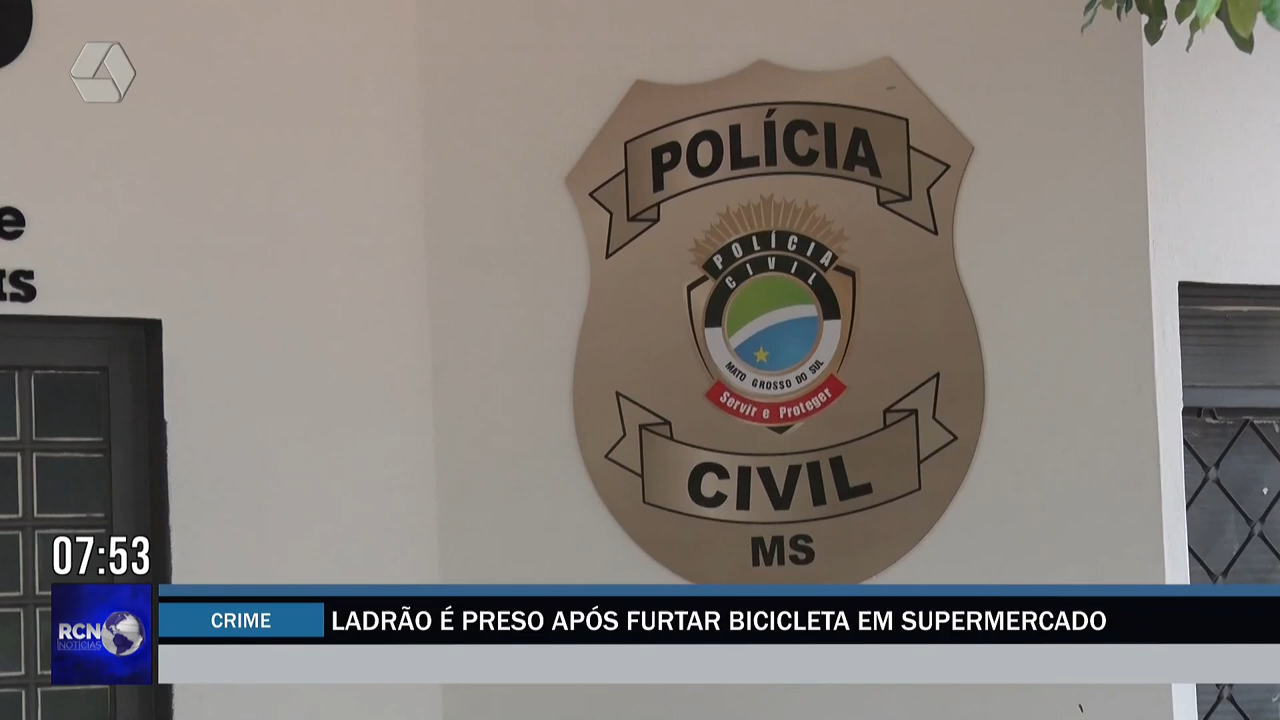 e
IS
POLÍCIA
POLÍCIA
CIVIL
MATO GROSSO DO SUL
Servir e Proteger
CIVIL
MS
07:53
RCN
NOTÍCIAS
CRIME
LADRÃO É PRESO APÓS FURTAR BICICLETA EM SUPERMERCADO